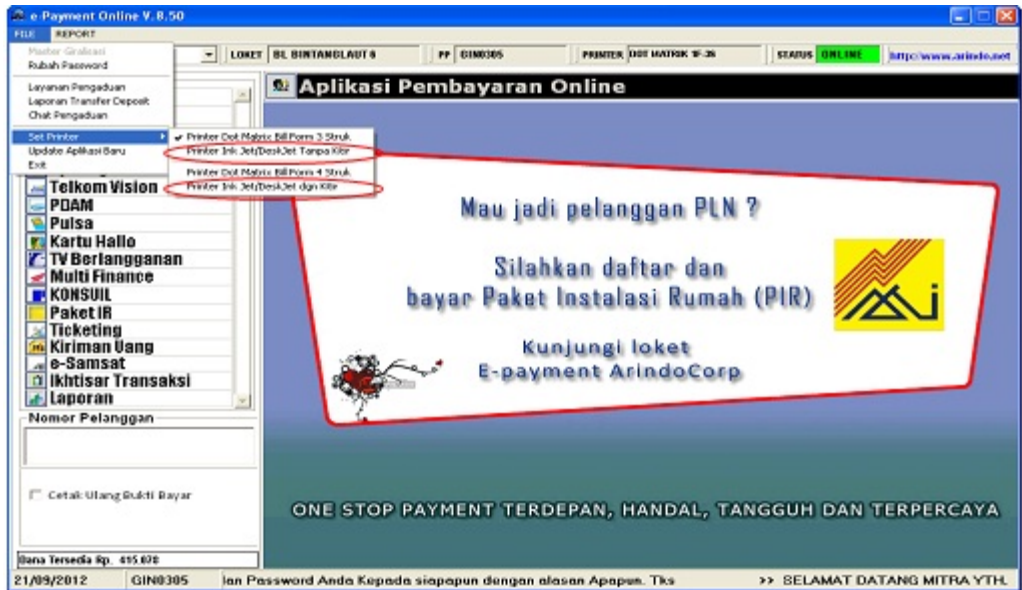 e-Payment Online V. 8.50
FILE REPORT
Master Giralisasi
Rubah Password
LOKET BL BINTANGLAUT 6 PP GIN0305 PRINTER DOT MATRIK 1F-3S STATUS ONLINE http://www.arindo.net
Layanan Pengaduan
Laporan Transfer Deposit
Chat Pengaduan
Set Printer
Update Aplikasi Baru
Exit
Printer Dot Matrix Bill Form 3 Struk
Printer Ink Jet/DeskJet Tanpa Kitir
Printer Dot Matrix Bill Form 4 Struk
Printer Ink Jet/DeskJet dgn Kitir
Aplikasi Pembayaran Online
Telkom Vision
PDAM
Pulsa
Kartu Hallo
TV Berlangganan
Multi Finance
KONSUIL
Paket IR
Ticketing
Kiriman Uang
e-Samsat
Ikhtisar Transaksi
Laporan
Nomor Pelanggan
Cetak Ulang Bukti Bayar
Dana Tersedia Rp. 415.078
Mau jadi pelanggan PLN ?
Silahkan daftar dan
bayar Paket Instalasi Rumah (PIR)
Kunjungi loket
E-payment ArindoCorp
ONE STOP PAYMENT TERDEPAN, HANDAL, TANGGUH DAN TERPERCAYA
21/09/2012 GIN0305 lan Password Anda Kepada siapapun dengan alasan Apapun. Tks >> SELAMAT DATANG MITRA YTH.